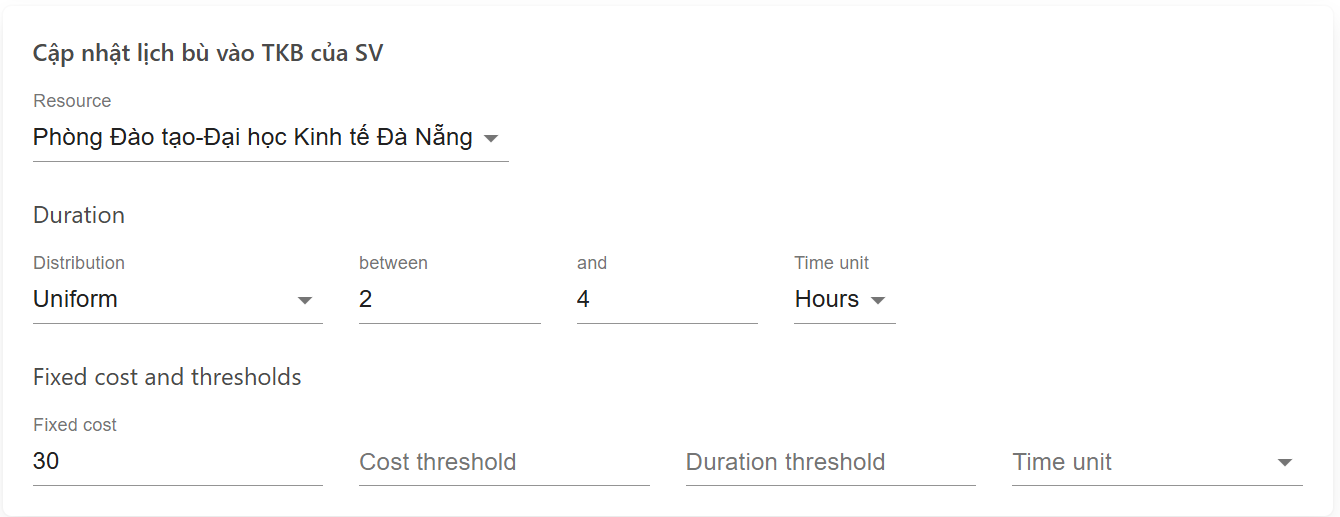 Cập nhật lịch bù vào TKB của SV
Resource
Phòng Đào tạo-Đại học Kinh tế Đà Nẵng
Duration
Distribution between and Time unit
Uniform 2 4 Hours
Fixed cost and thresholds
Fixed cost
30 Cost threshold Duration threshold Time unit